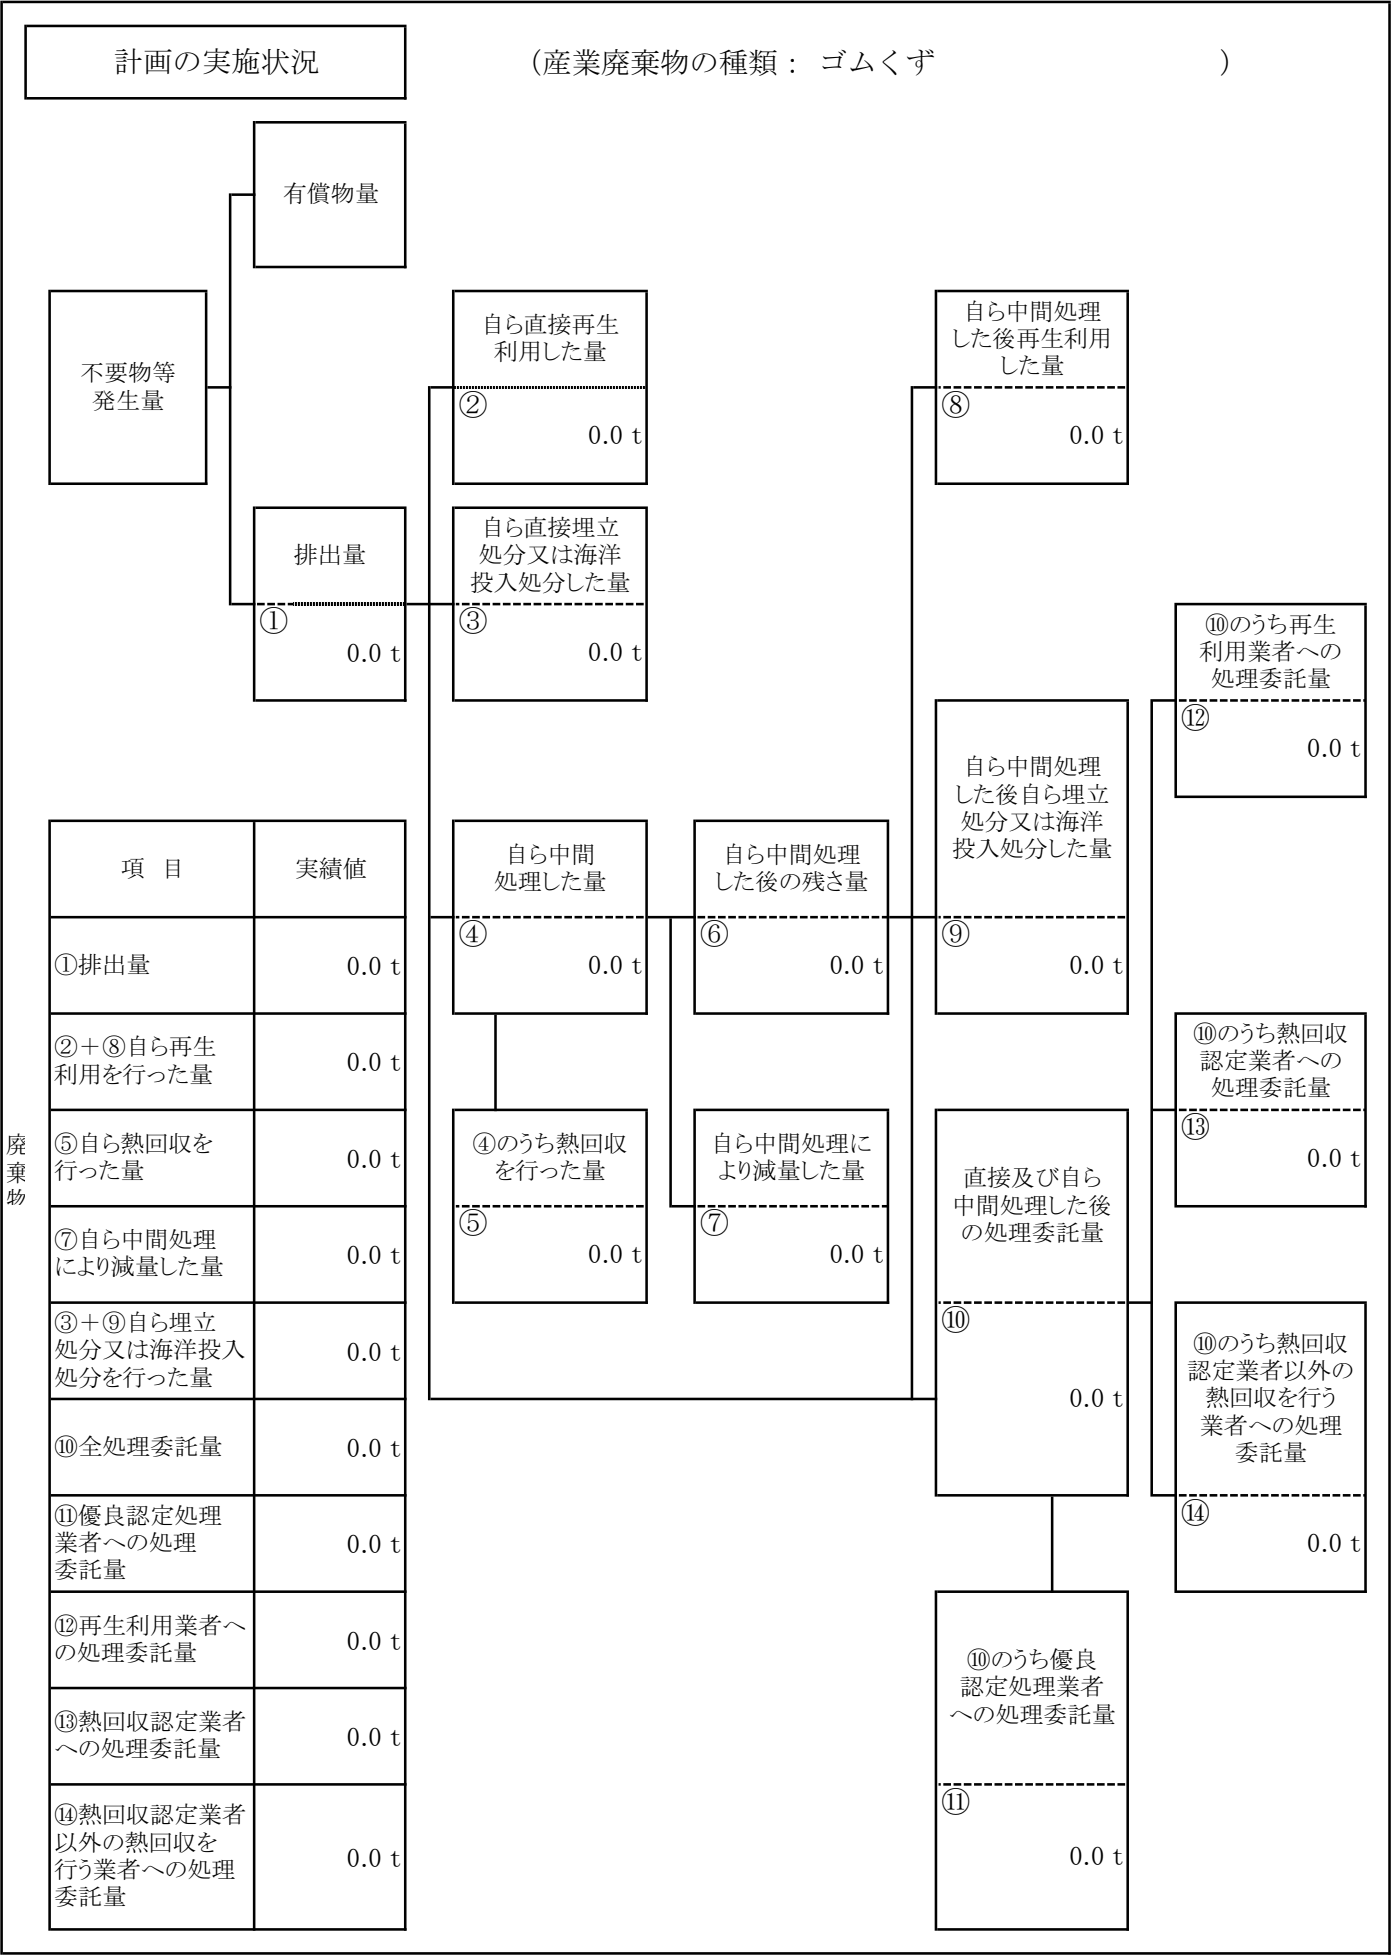 計画の実施状況
（産業廃棄物の種類： ゴムくず ）
有償物量
不要物等
発生量
自ら直接再生
利用した量
②
0.0 t
自ら中間処理
した後再生利用
した量
⑧
0.0 t
排出量
①
0.0 t
自ら直接埋立
処分又は海洋
投入処分した量
③
0.0 t
⑩のうち再生
利用業者への
処理委託量
⑫
0.0 t
自ら中間処理
した後自ら埋立
処分又は海洋
投入処分した量
⑨
0.0 t
自ら中間
処理した量
④
0.0 t
自ら中間処理
した後の残さ量
⑥
0.0 t
⑩のうち熱回収
認定業者への
処理委託量
⑬
0.0 t
④のうち熱回収
を行った量
⑤
0.0 t
自ら中間処理に
より減量した量
⑦
0.0 t
直接及び自ら
中間処理した後
の処理委託量
⑩
0.0 t
⑩のうち熱回収
認定業者以外の
熱回収を行う
業者への処理
委託量
⑭
0.0 t
⑩のうち優良
認定処理業者
への処理委託量
⑪
0.0 t
項 目 実績値
①排出量 0.0 t
②＋⑧自ら再生
利用を行った量
0.0 t
⑤自ら熱回収を
行った量
0.0 t
⑦自ら中間処理
により減量した量
0.0 t
③＋⑨自ら埋立
処分又は海洋投入
処分を行った量
0.0 t
⑩全処理委託量 0.0 t
⑪優良認定処理
業者への処理
委託量
0.0 t
⑫再生利用業者へ
の処理委託量
0.0 t
⑬熱回収認定業者
への処理委託量
0.0 t
⑭熱回収認定業者
以外の熱回収を
行う業者への処理
委託量
0.0 t
廃
棄
物